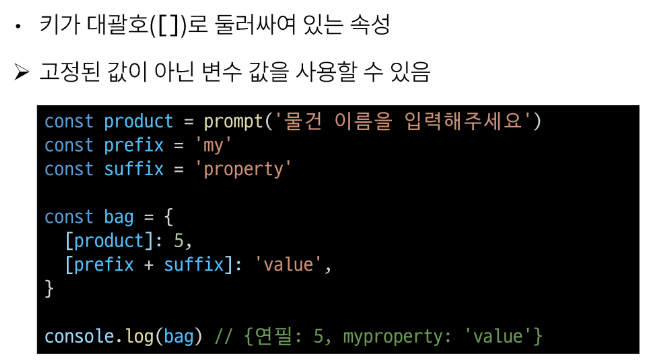 • 키가 대괄호([])로 둘러싸여 있는 속성
➢ 고정된 값이 아닌 변수 값을 사용할 수 있음
const product = prompt('물건 이름을 입력해주세요')
const prefix = 'my'
const suffix = 'property'

const bag = {
  [product]: 5,
  [prefix + suffix]: 'value',
}

console.log(bag) // {연필: 5, myproperty: 'value'}